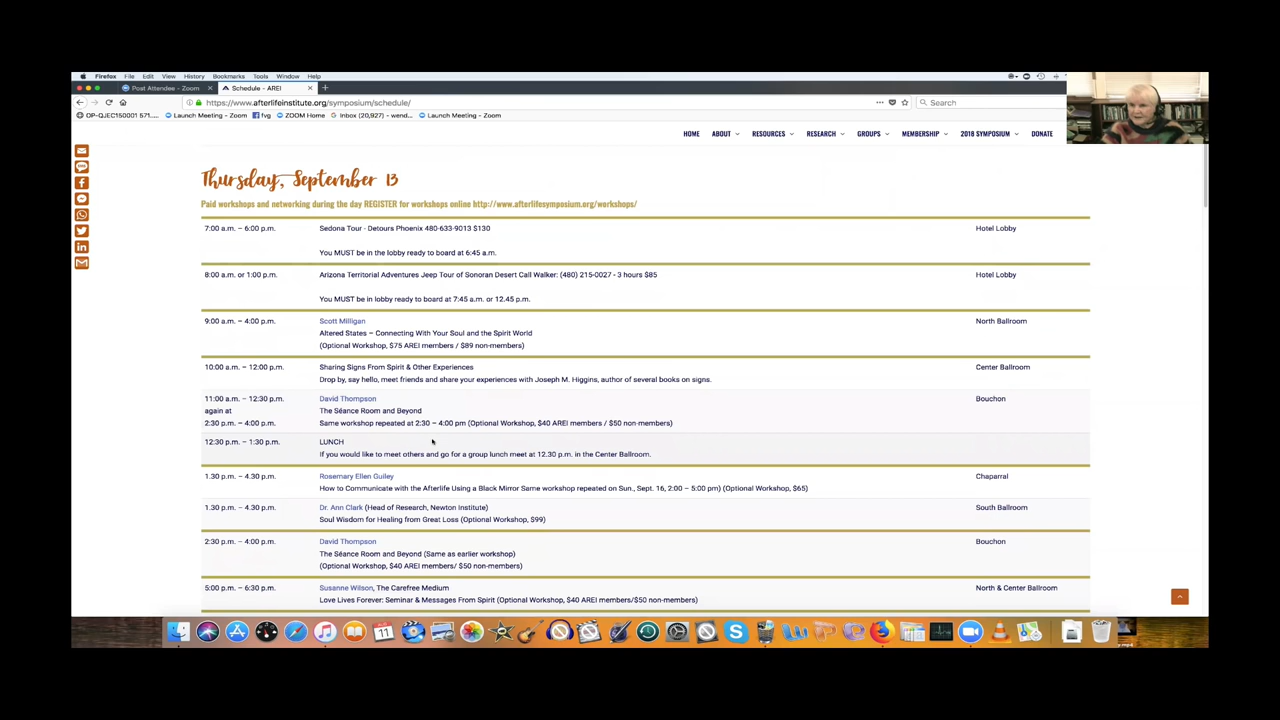 Firefox File Edit View History Bookmarks Tools Window Help
Post Attendee - Zoom
Schedule - AREI
https://www.afterlifeinstitute.org/symposium/schedule/
Search
OP-QJEC150001 571.... Launch Meeting - Zoom fvg ZOOM Home Inbox (20,927) - wend... Launch Meeting - Zoom
HOME ABOUT RESOURCES RESEARCH GROUPS MEMBERSHIP 2018 SYMPOSIUM DONATE
Thursday, September 13
Paid workshops and networking during the day REGISTER for workshops online http://www.afterlifesymposium.org/workshops/
7:00 a.m. – 6:00 p.m. Sedona Tour - Detours Phoenix 480-633-9013 $130 Hotel Lobby
You MUST be in the lobby ready to board at 6:45 a.m.
8:00 a.m. or 1:00 p.m. Arizona Territorial Adventures Jeep Tour of Sonoran Desert Call Walker: (480) 215-0027 - 3 hours $85 Hotel Lobby
You MUST be in lobby ready to board at 7:45 a.m. or 12.45 p.m.
9:00 a.m. – 4:00 p.m. Scott Milligan North Ballroom
Altered States – Connecting With Your Soul and the Spirit World
(Optional Workshop, $75 AREI members / $89 non-members)
10:00 a.m. – 12:00 p.m. Sharing Signs From Spirit & Other Experiences Center Ballroom
Drop by, say hello, meet friends and share your experiences with Joseph M. Higgins, author of several books on signs.
11:00 a.m. – 12:30 p.m. David Thompson Bouchon
again at The Séance Room and Beyond
2:30 p.m. – 4:00 p.m. Same workshop repeated at 2:30 – 4:00 pm (Optional Workshop, $40 AREI members / $50 non-members)
12:30 p.m. – 1:30 p.m. LUNCH
If you would like to meet others and go for a group lunch meet at 12.30 p.m. in the Center Ballroom.
1.30 p.m. – 4.30 p.m. Rosemary Ellen Guiley Chaparral
How to Communicate with the Afterlife Using a Black Mirror Same workshop repeated on Sun., Sept. 16, 2:00 – 5:00 pm) (Optional Workshop, $65)
1.30 p.m. – 4.30 p.m. Dr. Ann Clark (Head of Research, Newton Institute) South Ballroom
Soul Wisdom for Healing from Great Loss (Optional Workshop, $99)
2:30 p.m. – 4:00 p.m. David Thompson Bouchon
The Séance Room and Beyond (Same as earlier workshop)
(Optional Workshop, $40 AREI members/ $50 non-members)
5:00 p.m. – 6:30 p.m. Susanne Wilson, The Carefree Medium North & Center Ballroom
Love Lives Forever: Seminar & Messages From Spirit (Optional Workshop, $40 AREI members/$50 non-members)
11